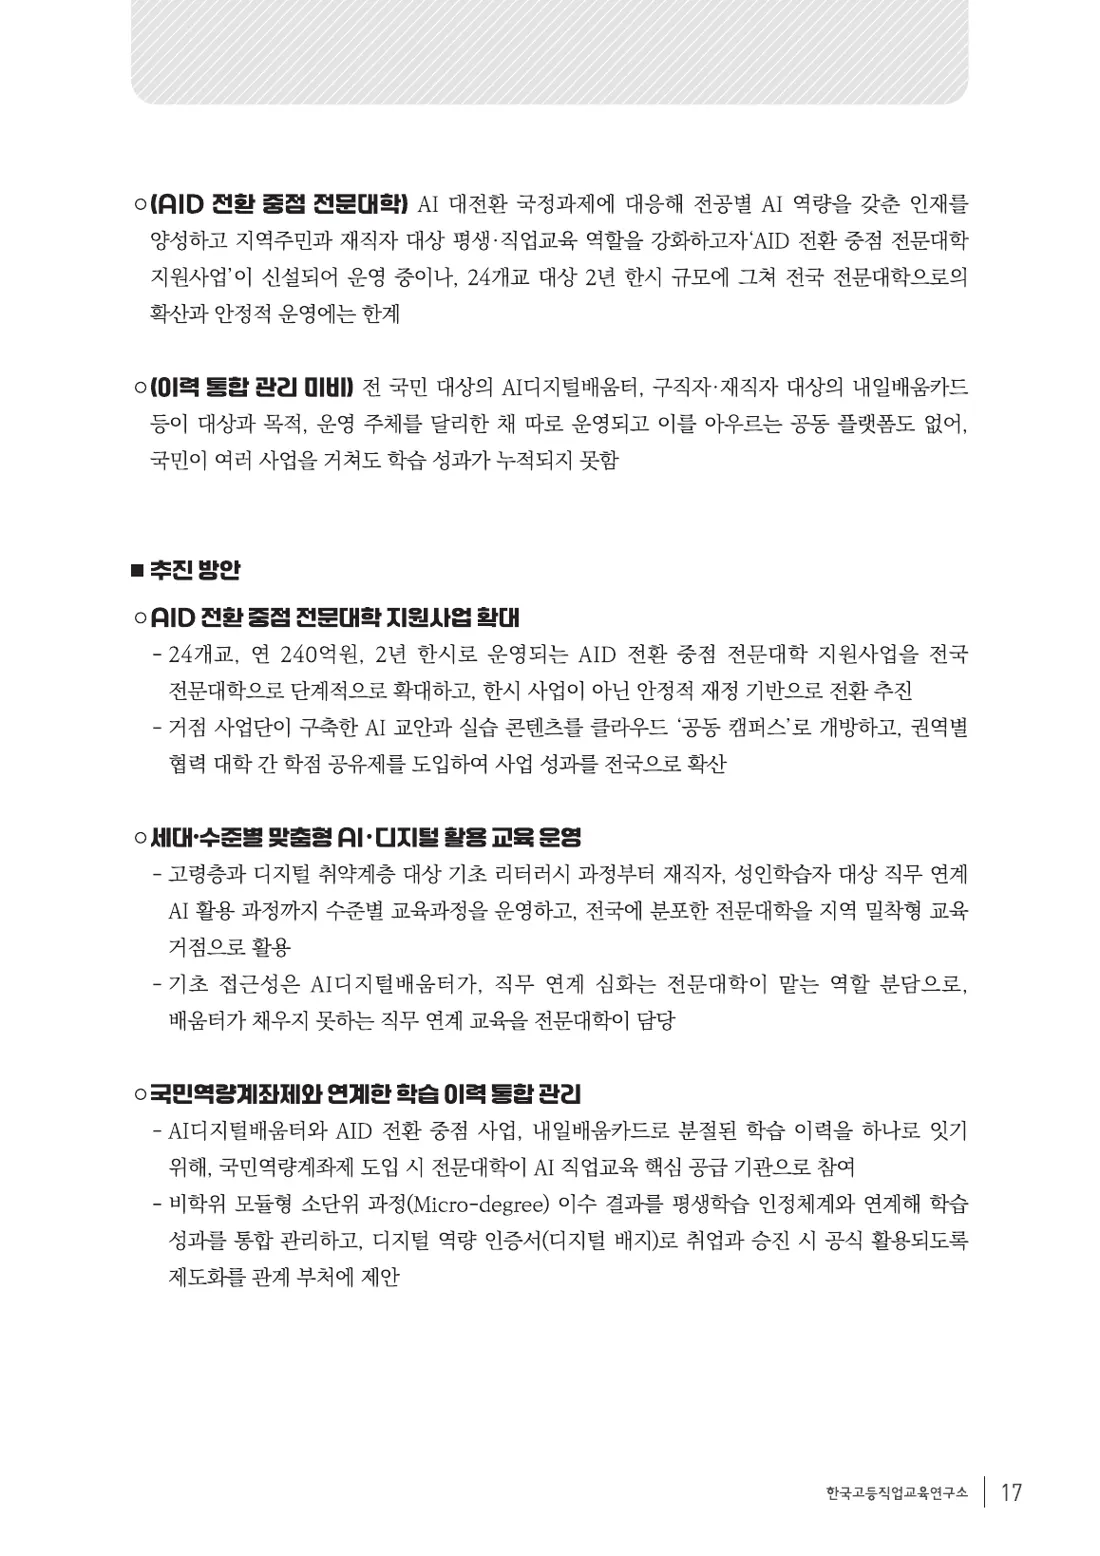 ○(AID 전환 중점 전문대학) AI 대전환 국정과제에 대응해 전공별 AI 역량을 갖춘 인재를
양성하고 지역주민과 재직자 대상 평생·직업교육 역할을 강화하고자‘AID 전환 중점 전문대학
지원사업’이 신설되어 운영 중이나, 24개교 대상 2년 한시 규모에 그쳐 전국 전문대학으로의
확산과 안정적 운영에는 한계
○(이력 통합 관리 미비) 전 국민 대상의 AI디지털배움터, 구직자·재직자 대상의 내일배움카드
등이 대상과 목적, 운영 주체를 달리한 채 따로 운영되고 이를 아우르는 공동 플랫폼도 없어,
국민이 여러 사업을 거쳐도 학습 성과가 누적되지 못함
■ 추진 방안
○AID 전환 중점 전문대학 지원사업 확대
- 24개교, 연 240억원, 2년 한시로 운영되는 AID 전환 중점 전문대학 지원사업을 전국
전문대학으로 단계적으로 확대하고, 한시 사업이 아닌 안정적 재정 기반으로 전환 추진
- 거점 사업단이 구축한 AI 교안과 실습 콘텐츠를 클라우드 ‘공동 캠퍼스’로 개방하고, 권역별
협력 대학 간 학점 공유제를 도입하여 사업 성과를 전국으로 확산
○세대·수준별 맞춤형 AI·디지털 활용 교육 운영
- 고령층과 디지털 취약계층 대상 기초 리터러시 과정부터 재직자, 성인학습자 대상 직무 연계
AI 활용 과정까지 수준별 교육과정을 운영하고, 전국에 분포한 전문대학을 지역 밀착형 교육
거점으로 활용
- 기초 접근성은 AI디지털배움터가, 직무 연계 심화는 전문대학이 맡는 역할 분담으로,
배움터가 채우지 못하는 직무 연계 교육을 전문대학이 담당
○국민역량계좌제와 연계한 학습 이력 통합 관리
- AI디지털배움터와 AID 전환 중점 사업, 내일배움카드로 분절된 학습 이력을 하나로 잇기
위해, 국민역량계좌제 도입 시 전문대학이 AI 직업교육 핵심 공급 기관으로 참여
- 비학위 모듈형 소단위 과정(Micro-degree) 이수 결과를 평생학습 인정체계와 연계해 학습
성과를 통합 관리하고, 디지털 역량 인증서(디지털 배지)로 취업과 승진 시 공식 활용되도록
제도화를 관계 부처에 제안
한국고등직업교육연구소 17